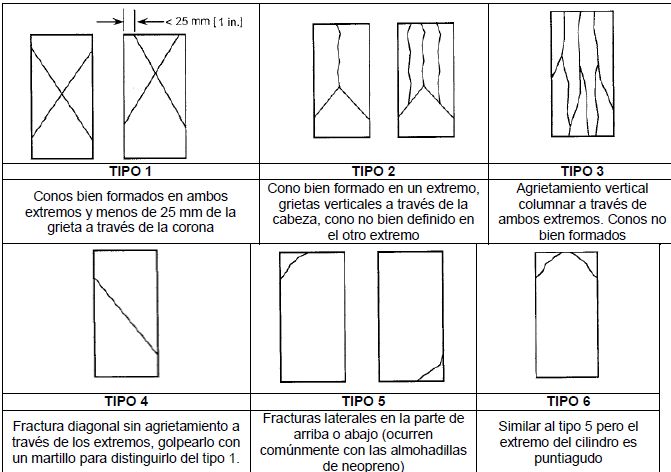 < 25 mm [1 in.]
TIPO 1
TIPO 2
TIPO 3
Conos bien formados en ambos
extremos y menos de 25 mm de la
grieta a través de la corona
Cono bien formado en un extremo,
grietas verticales a través de la
cabeza, cono no bien definido en
el otro extremo
Agrietamiento vertical
columnar a través de
ambos extremos. Conos no
bien formados
TIPO 4
TIPO 5
TIPO 6
Fractura diagonal sin agrietamiento a
través de los extremos, golpearlo con
un martillo para distinguirlo del tipo 1.
Fracturas laterales en la parte de
arriba o abajo (ocurren
comúnmente con las almohadillas
de neopreno)
Similar al tipo 5 pero el
extremo del cilindro es
puntiagudo